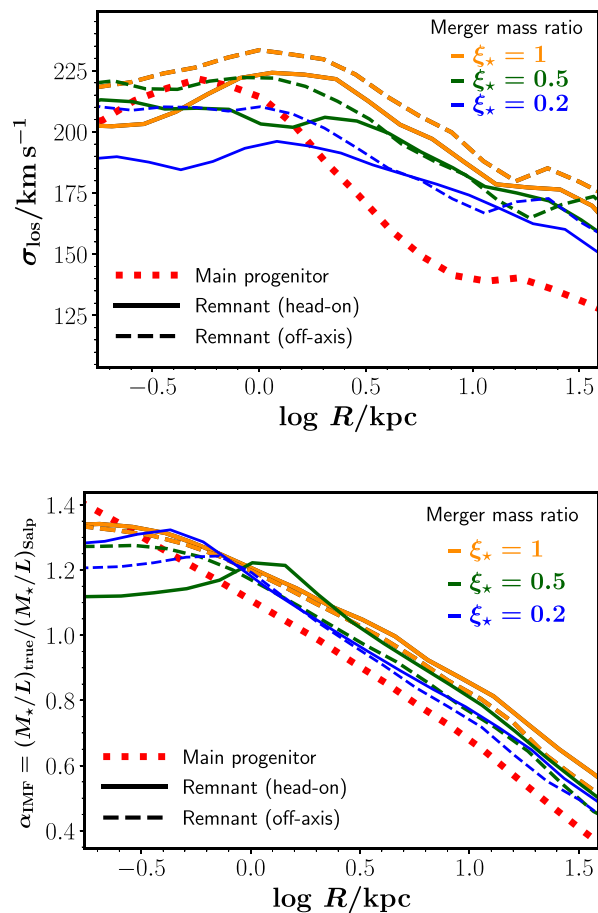 Merger mass ratio
ξ⋆ = 1
ξ⋆ = 0.5
ξ⋆ = 0.2
225
200
175
150
125
σlos/km s−1
Main progenitor
Remnant (head-on)
Remnant (off-axis)
−0.5 0.0 0.5 1.0 1.5
log R/kpc
Merger mass ratio
ξ⋆ = 1
ξ⋆ = 0.5
ξ⋆ = 0.2
1.4
1.2
1.0
0.8
0.6
0.4
αIMF = (M⋆/L)true/(M⋆/L)Salp
Main progenitor
Remnant (head-on)
Remnant (off-axis)
−0.5 0.0 0.5 1.0 1.5
log R/kpc